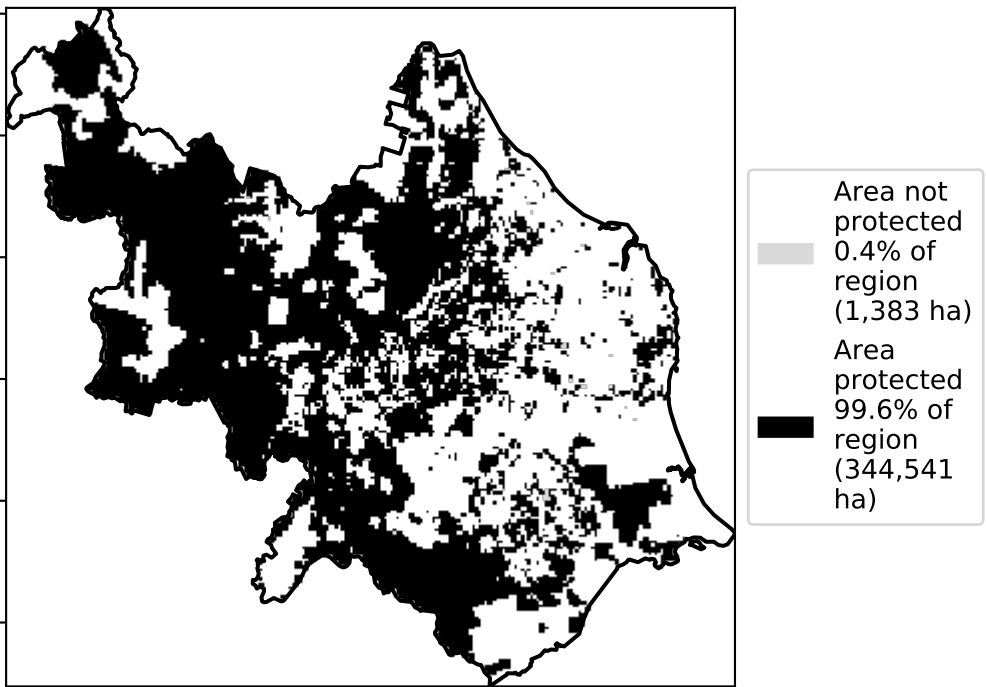 Area not
protected
0.4% of
region
(1,383 ha)
Area
protected
99.6% of
region
(344,541
ha)